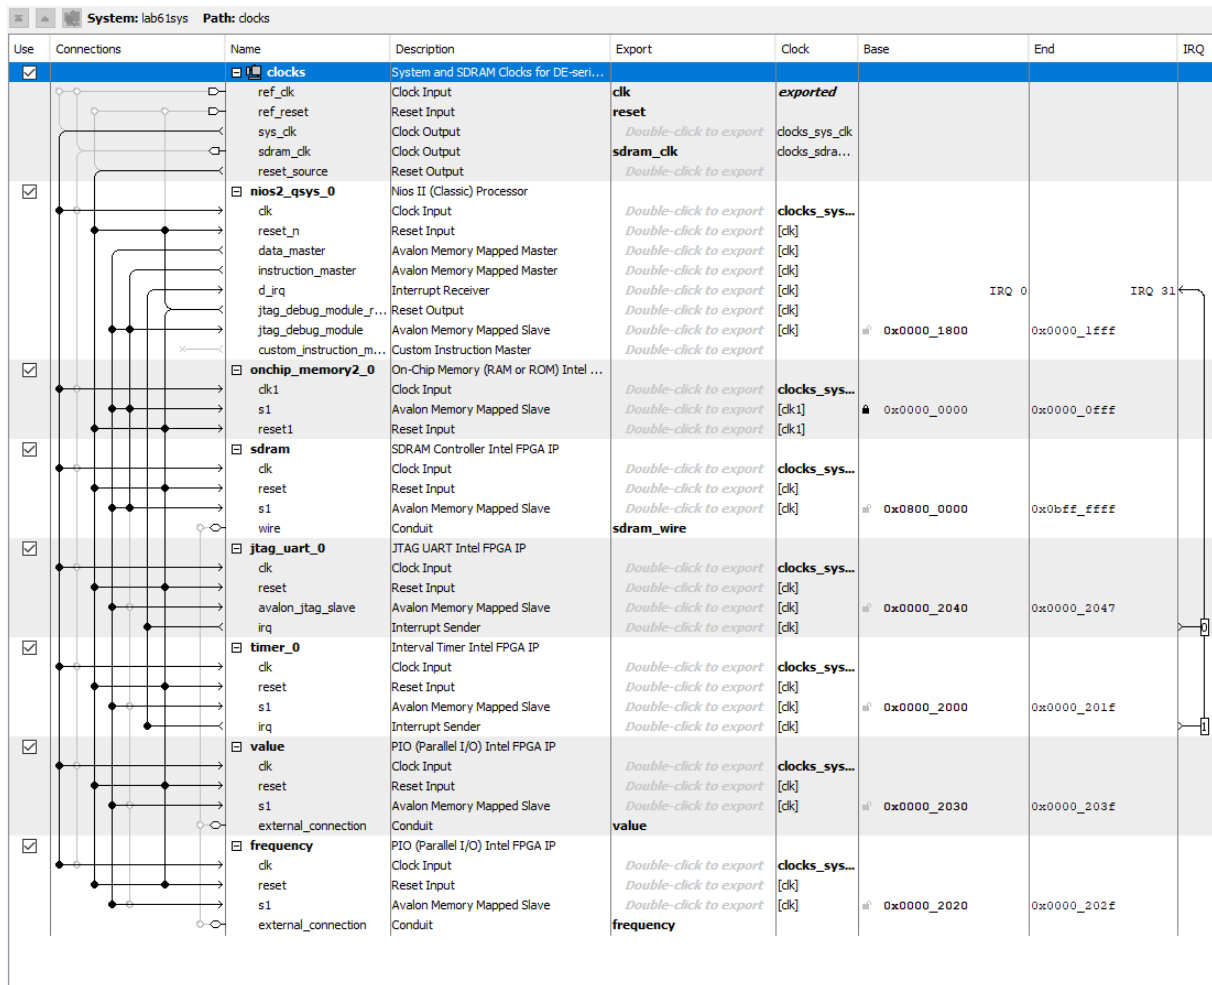 System: lab61sys Path: clocks
Use Connections Name Description Export Clock Base End IRQ
clocks System and SDRAM Clocks for DE-seri...
ref_clk Clock Input clk exported
ref_reset Reset Input reset
sys_clk Clock Output Double-click to export clocks_sys_clk
sdram_clk Clock Output sdram_clk clocks_sdra...
reset_source Reset Output Double-click to export
nios2_qsys_0 Nios II (Classic) Processor
clk Clock Input Double-click to export clocks_sys...
reset_n Reset Input Double-click to export [clk]
data_master Avalon Memory Mapped Master Double-click to export [clk]
instruction_master Avalon Memory Mapped Master Double-click to export [clk]
d_irq Interrupt Receiver Double-click to export [clk] IRQ 0 IRQ 31
jtag_debug_module_r... Reset Output Double-click to export [clk]
jtag_debug_module Avalon Memory Mapped Slave Double-click to export [clk] 0x0000_1800 0x0000_1fff
custom_instruction_m... Custom Instruction Master Double-click to export
onchip_memory2_0 On-Chip Memory (RAM or ROM) Intel ...
clk1 Clock Input Double-click to export clocks_sys...
s1 Avalon Memory Mapped Slave Double-click to export [clk1] 0x0000_0000 0x0000_0fff
reset1 Reset Input Double-click to export [clk1]
sdram SDRAM Controller Intel FPGA IP
clk Clock Input Double-click to export clocks_sys...
reset Reset Input Double-click to export [clk]
s1 Avalon Memory Mapped Slave Double-click to export [clk] 0x0800_0000 0x0bff_ffff
wire Conduit sdram_wire
jtag_uart_0 JTAG UART Intel FPGA IP
clk Clock Input Double-click to export clocks_sys...
reset Reset Input Double-click to export [clk]
avalon_jtag_slave Avalon Memory Mapped Slave Double-click to export [clk] 0x0000_2040 0x0000_2047
irq Interrupt Sender Double-click to export [clk] 0
timer_0 Interval Timer Intel FPGA IP
clk Clock Input Double-click to export clocks_sys...
reset Reset Input Double-click to export [clk]
s1 Avalon Memory Mapped Slave Double-click to export [clk] 0x0000_2000 0x0000_201f
irq Interrupt Sender Double-click to export [clk] 1
value PIO (Parallel I/O) Intel FPGA IP
clk Clock Input Double-click to export clocks_sys...
reset Reset Input Double-click to export [clk]
s1 Avalon Memory Mapped Slave Double-click to export [clk] 0x0000_2030 0x0000_203f
external_connection Conduit value
frequency PIO (Parallel I/O) Intel FPGA IP
clk Clock Input Double-click to export clocks_sys...
reset Reset Input Double-click to export [clk]
s1 Avalon Memory Mapped Slave Double-click to export [clk] 0x0000_2020 0x0000_202f
external_connection Conduit frequency